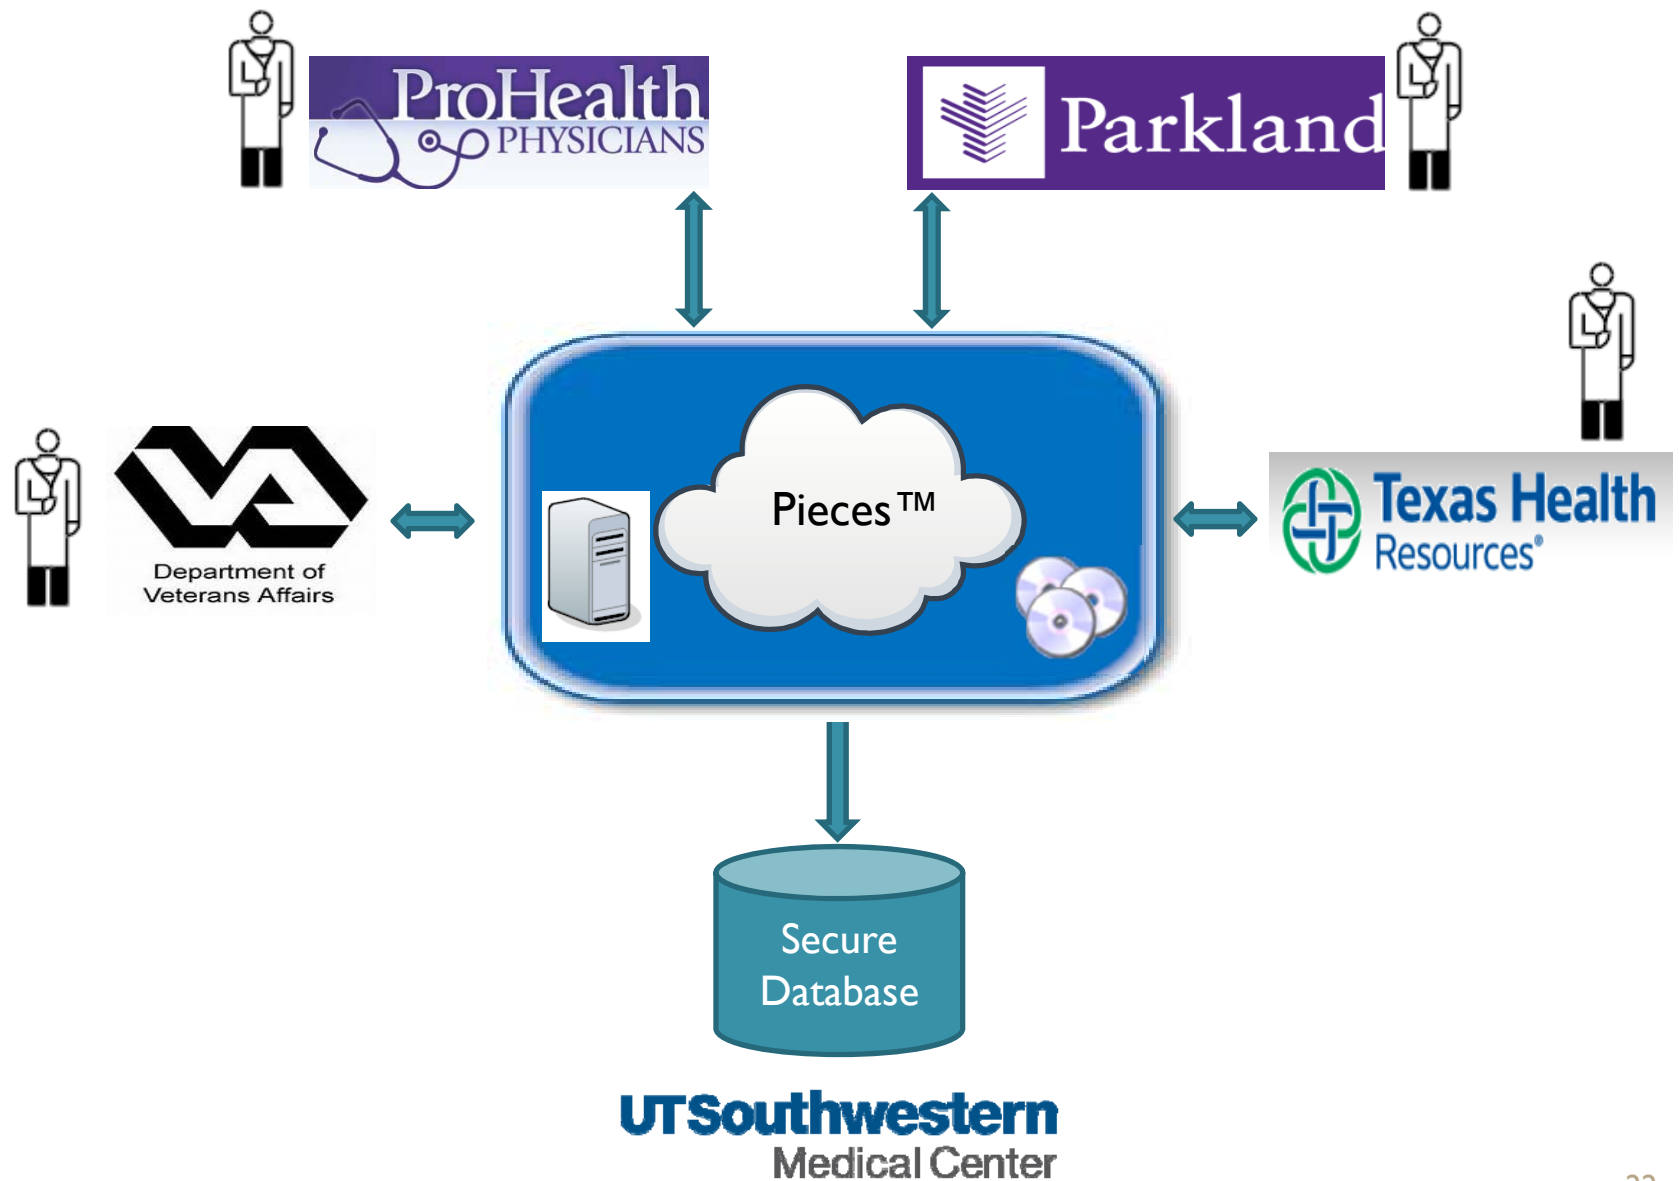 ProHealth
PHYSICIANS
Parkland
Department of
Veterans Affairs
Pieces™
Texas Health
Resources®
Secure
Database
UTSouthwestern
Medical Center